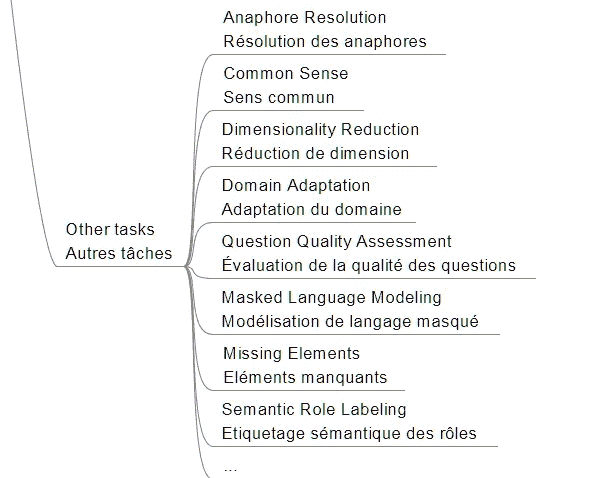 Anaphore Resolution
Résolution des anaphores
Common Sense
Sens commun
Dimensionality Reduction
Réduction de dimension
Domain Adaptation
Adaptation du domaine
Other tasks
Autres tâches
Question Quality Assessment
Évaluation de la qualité des questions
Masked Language Modeling
Modélisation de langage masqué
Missing Elements
Eléments manquants
Semantic Role Labeling
Etiquetage sémantique des rôles
...